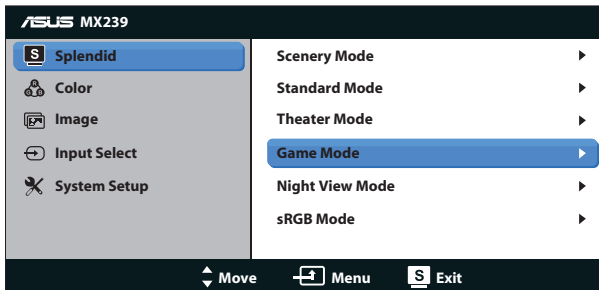 ASUS MX239
S Splendid
Color
Image
Input Select
System Setup
Scenery Mode
Standard Mode
Theater Mode
Game Mode
Night View Mode
sRGB Mode
Move Menu S Exit